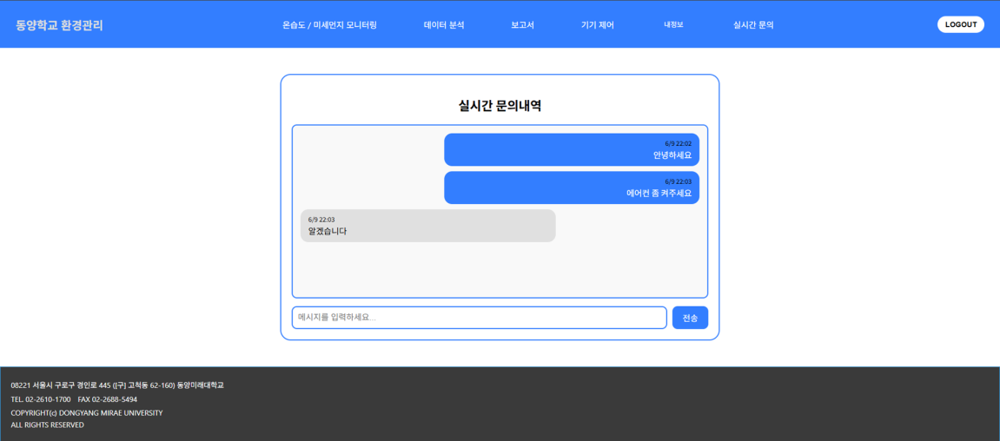 동양학교 환경관리
온습도 / 미세먼지 모니터링
데이터 분석
보고서
기기 제어
내정보
실시간 문의
LOGOUT
실시간 문의내역
6/9 22:02
안녕하세요
6/9 22:03
에어컨 좀 켜주세요
6/9 22:03
알겠습니다
메시지를 입력하세요...
전송
08221 서울시 구로구 경인로 445 ([구] 고척동 62-160) 동양미래대학교
TEL. 02-2610-1700 FAX 02-2688-5494
COPYRIGHT(c) DONGYANG MIRAE UNIVERSITY
ALL RIGHTS RESERVED